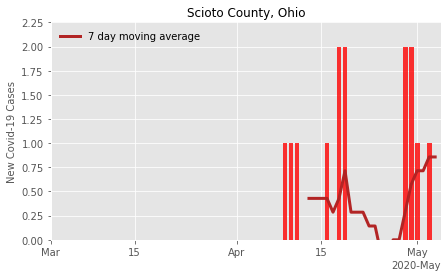 Scioto County, Ohio
7 day moving average
New Covid-19 Cases
2.25
2.00
1.75
1.50
1.25
1.00
0.75
0.50
0.25
0.00
Mar
15
Apr
15
May
2020-May